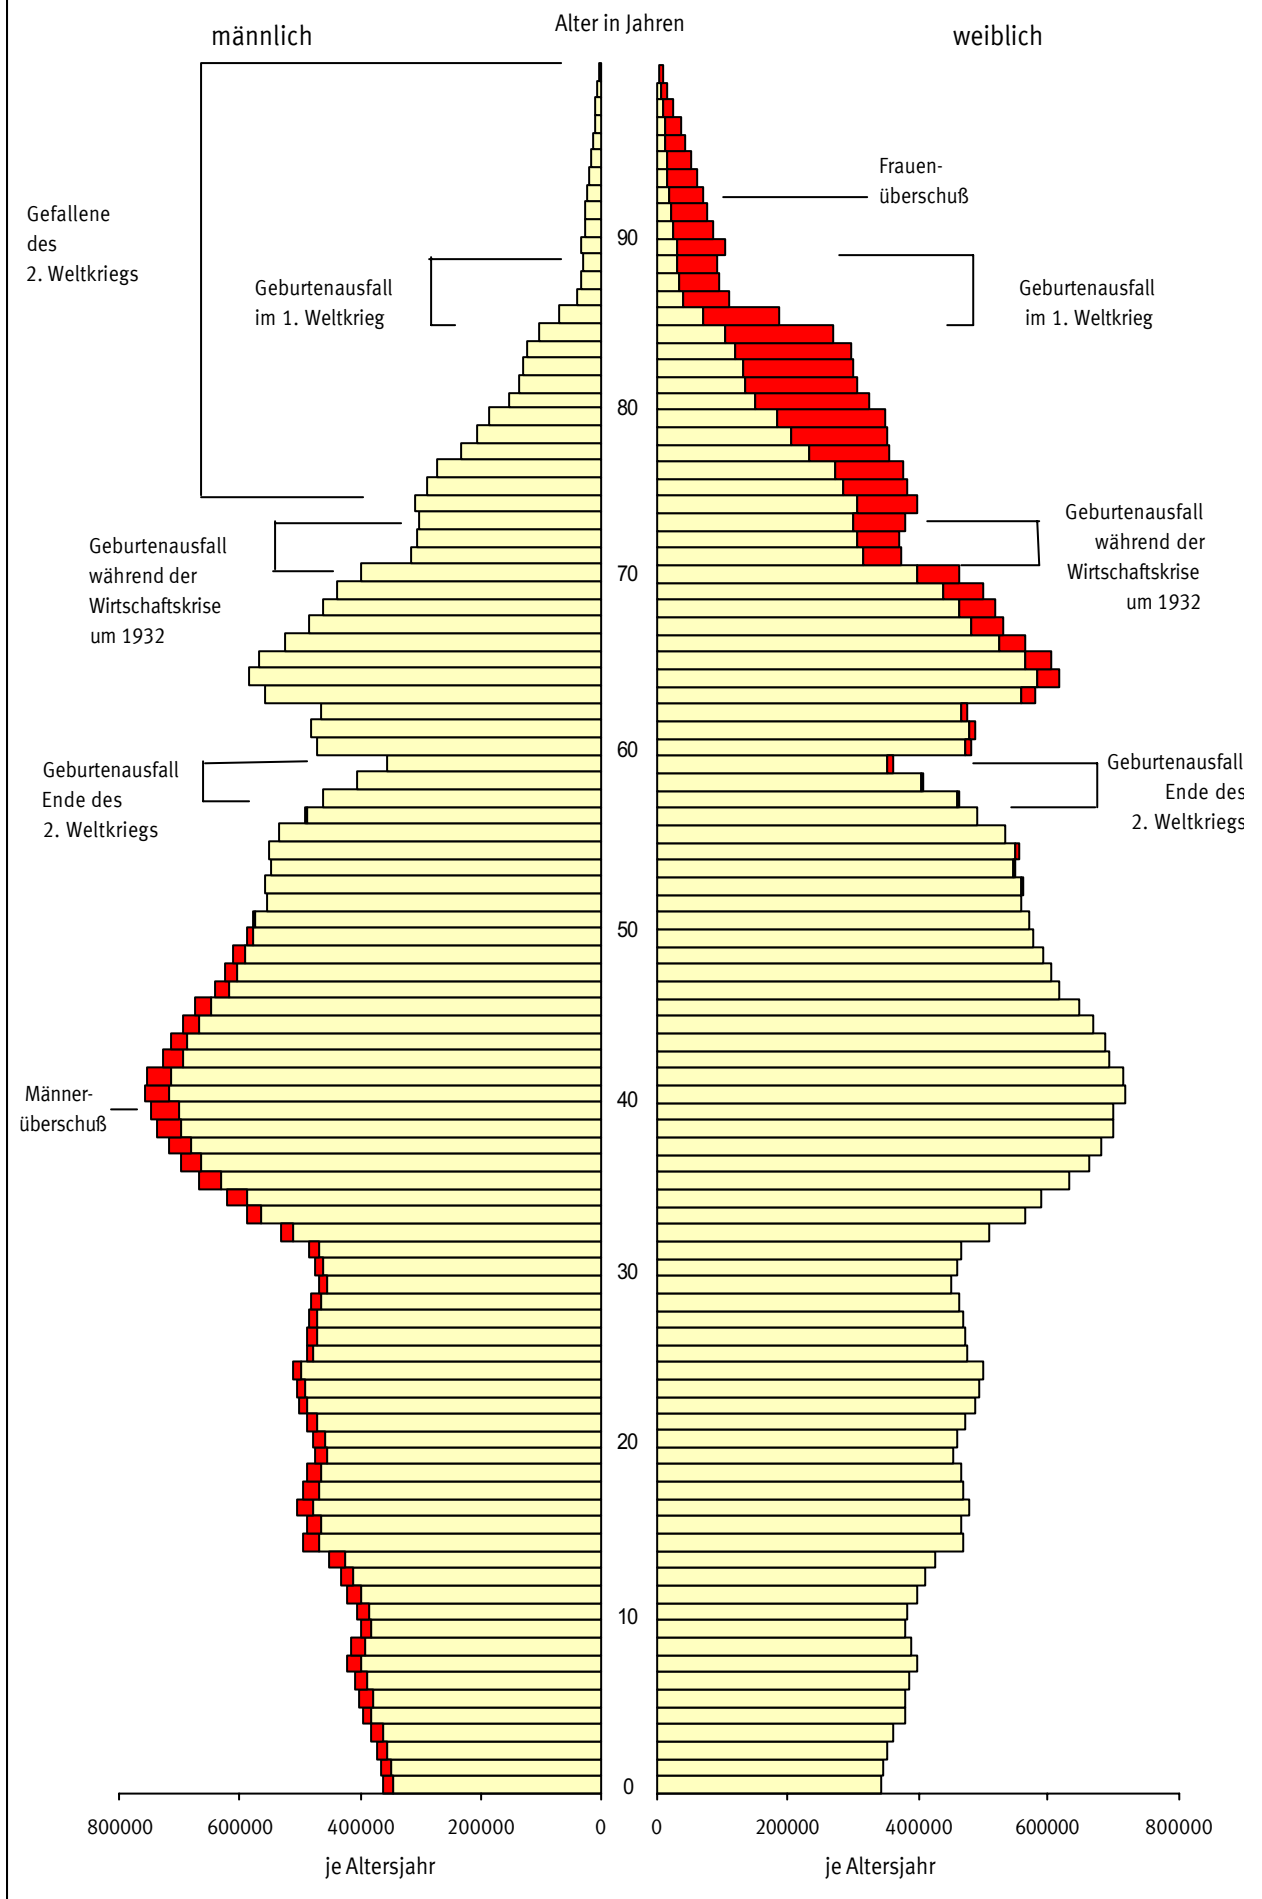 Alter in Jahren
männlich
weiblich
Frauen-
überschuß
Gefallene
des
2. Weltkriegs
90
Geburtenausfall
im 1. Weltkrieg
Geburtenausfall
im 1. Weltkrieg
80
Geburtenausfall
während der
Wirtschaftskrise
um 1932
70
Geburtenausfall
während der
Wirtschaftskrise
um 1932
60
Geburtenausfall
Ende des
2. Weltkriegs
Geburtenausfall
Ende des
2. Weltkriegs
50
Männer-
überschuß
40
30
20
10
0
800000 600000 400000 200000 0 0 200000 400000 600000 800000
je Altersjahr je Altersjahr